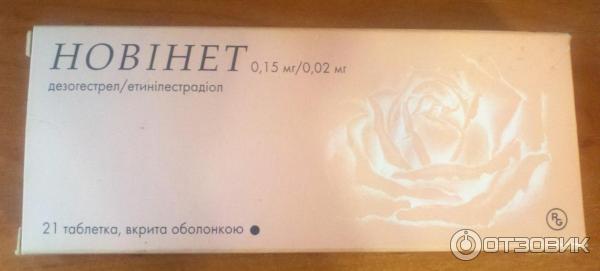 НОВІНЕТ 0,15 мг/0,02 мг
дезогестрел/етинілестрадіол
21 таблетка, вкрита оболонкою
RG
ОТЗОВИК